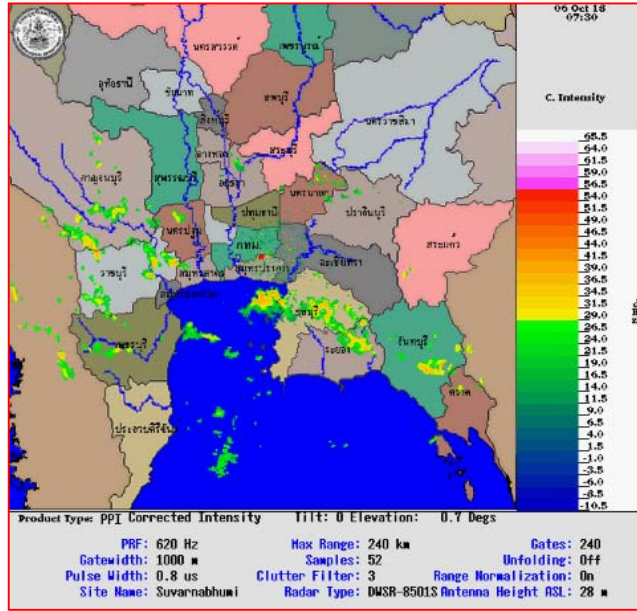 06 Oct 18
07:30
C. Intensity
65.5
64.0
61.5
59.0
56.5
54.0
51.5
49.0
46.5
44.0
41.5
39.0
36.5
34.5
31.5
29.0
26.5
24.0
21.5
19.0
16.5
14.0
11.5
9.0
6.5
4.0
1.5
-1.0
-3.5
-6.0
-8.5
-10.5
นครสวรรค์
เพชรบูรณ์
อุทัยธานี
ชัยนาท
ลพบุรี
สิงห์บุรี
นครราชสีมา
อ่างทอง
สระบุรี
กาญจนบุรี
สุพรรณบุรี
อยุธยา
นครนายก
ปราจีนบุรี
ปทุมธานี
นครปฐม
กทม.
สระแก้ว
ฉะเชิงเทรา
ราชบุรี
สมุทรสาคร
สมุทรปราการ
ชลบุรี
เพชรบุรี
ระยอง
จันทบุรี
ตราด
ประจวบคีรีขันธ์
Product Type: PPI Corrected Intensity Tilt: 0 Elevation: 0.7 Degs
PRF: 620 Hz Max Range: 240 km Gates: 240
Gatewidth: 1000 m Samples: 52 Unfolding: Off
Pulse Width: 0.8 us Clutter Filter: 3 Range Normalization: On
Site Name: Suvarnabhumi Radar Type: DWSR-8501S Antenna Height ASL: 28 m